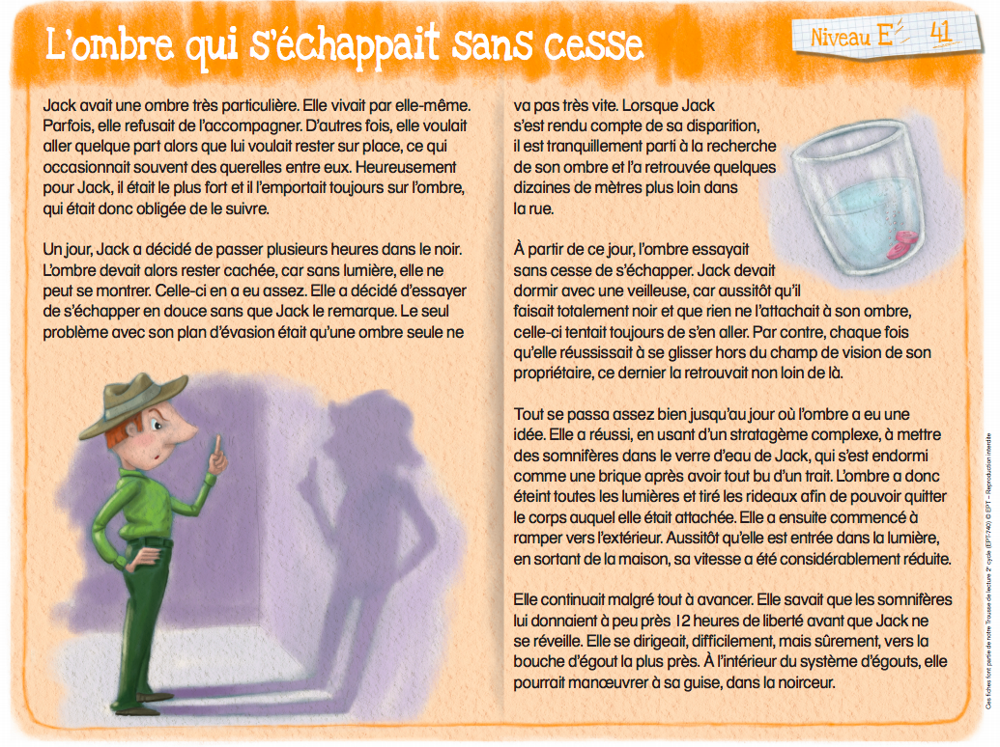 L'ombre qui s'échappait sans cesse
Niveau E 41
Jack avait une ombre très particulière. Elle vivait par elle-même.
Parfois, elle refusait de l'accompagner. D'autres fois, elle voulait
aller quelque part alors que lui voulait rester sur place, ce qui
occasionnait souvent des querelles entre eux. Heureusement
pour Jack, il était le plus fort et il l'emportait toujours sur l'ombre,
qui était donc obligée de le suivre.
Un jour, Jack a décidé de passer plusieurs heures dans le noir.
L'ombre devait alors rester cachée, car sans lumière, elle ne
peut se montrer. Celle-ci en a eu assez. Elle a décidé d'essayer
de s'échapper en douce sans que Jack le remarque. Le seul
problème avec son plan d'évasion était qu'une ombre seule ne
va pas très vite. Lorsque Jack
s'est rendu compte de sa disparition,
il est tranquillement parti à la recherche
de son ombre et l'a retrouvée quelques
dizaines de mètres plus loin dans
la rue.
À partir de ce jour, l'ombre essayait
sans cesse de s'échapper. Jack devait
dormir avec une veilleuse, car aussitôt qu'il
faisait totalement noir et que rien ne l'attachait à son ombre,
celle-ci tentait toujours de s'en aller. Par contre, chaque fois
qu'elle réussissait à se glisser hors du champ de vision de son
propriétaire, ce dernier la retrouvait non loin de là.
Tout se passa assez bien jusqu'au jour où l'ombre a eu une
idée. Elle a réussi, en usant d'un stratagème complexe, à mettre
des somnifères dans le verre d'eau de Jack, qui s'est endormi
comme une brique après avoir tout bu d'un trait. L'ombre a donc
éteint toutes les lumières et tiré les rideaux afin de pouvoir quitter
le corps auquel elle était attachée. Elle a ensuite commencé à
ramper vers l'extérieur. Aussitôt qu'elle est entrée dans la lumière,
en sortant de la maison, sa vitesse a été considérablement réduite.
Elle continuait malgré tout à avancer. Elle savait que les somnifères
lui donnaient à peu près 12 heures de liberté avant que Jack ne
se réveille. Elle se dirigeait, difficilement, mais sûrement, vers la
bouche d'égout la plus près. À l'intérieur du système d'égouts, elle
pourrait manœuvrer à sa guise, dans la noirceur.
Ces fiches font partie de notre Trousse de lecture 2e cycle (EPT-740) © EPT – Reproduction interdite